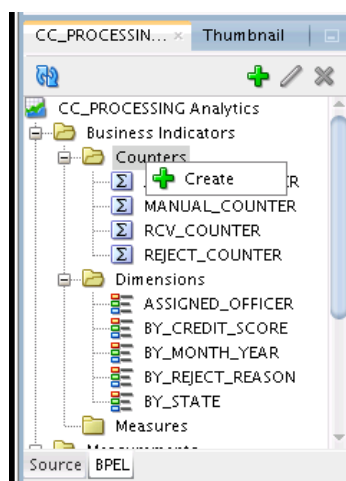 CC_PROCESSIN... × Thumbnail
CC_PROCESSING Analytics
Business Indicators
Counters
Create
MANUAL_COUNTER
RCV_COUNTER
REJECT_COUNTER
Dimensions
ASSIGNED_OFFICER
BY_CREDIT_SCORE
BY_MONTH_YEAR
BY_REJECT_REASON
BY_STATE
Measures
Source BPEL